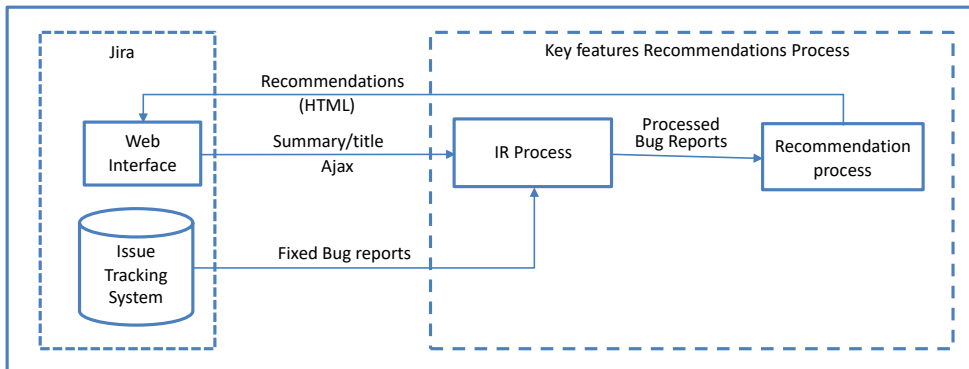 Jira
Key features Recommendations Process
Recommendations
(HTML)
Web
Interface
Summary/title
Ajax
IR Process
Processed
Bug Reports
Recommendation
process
Issue
Tracking
System
Fixed Bug reports